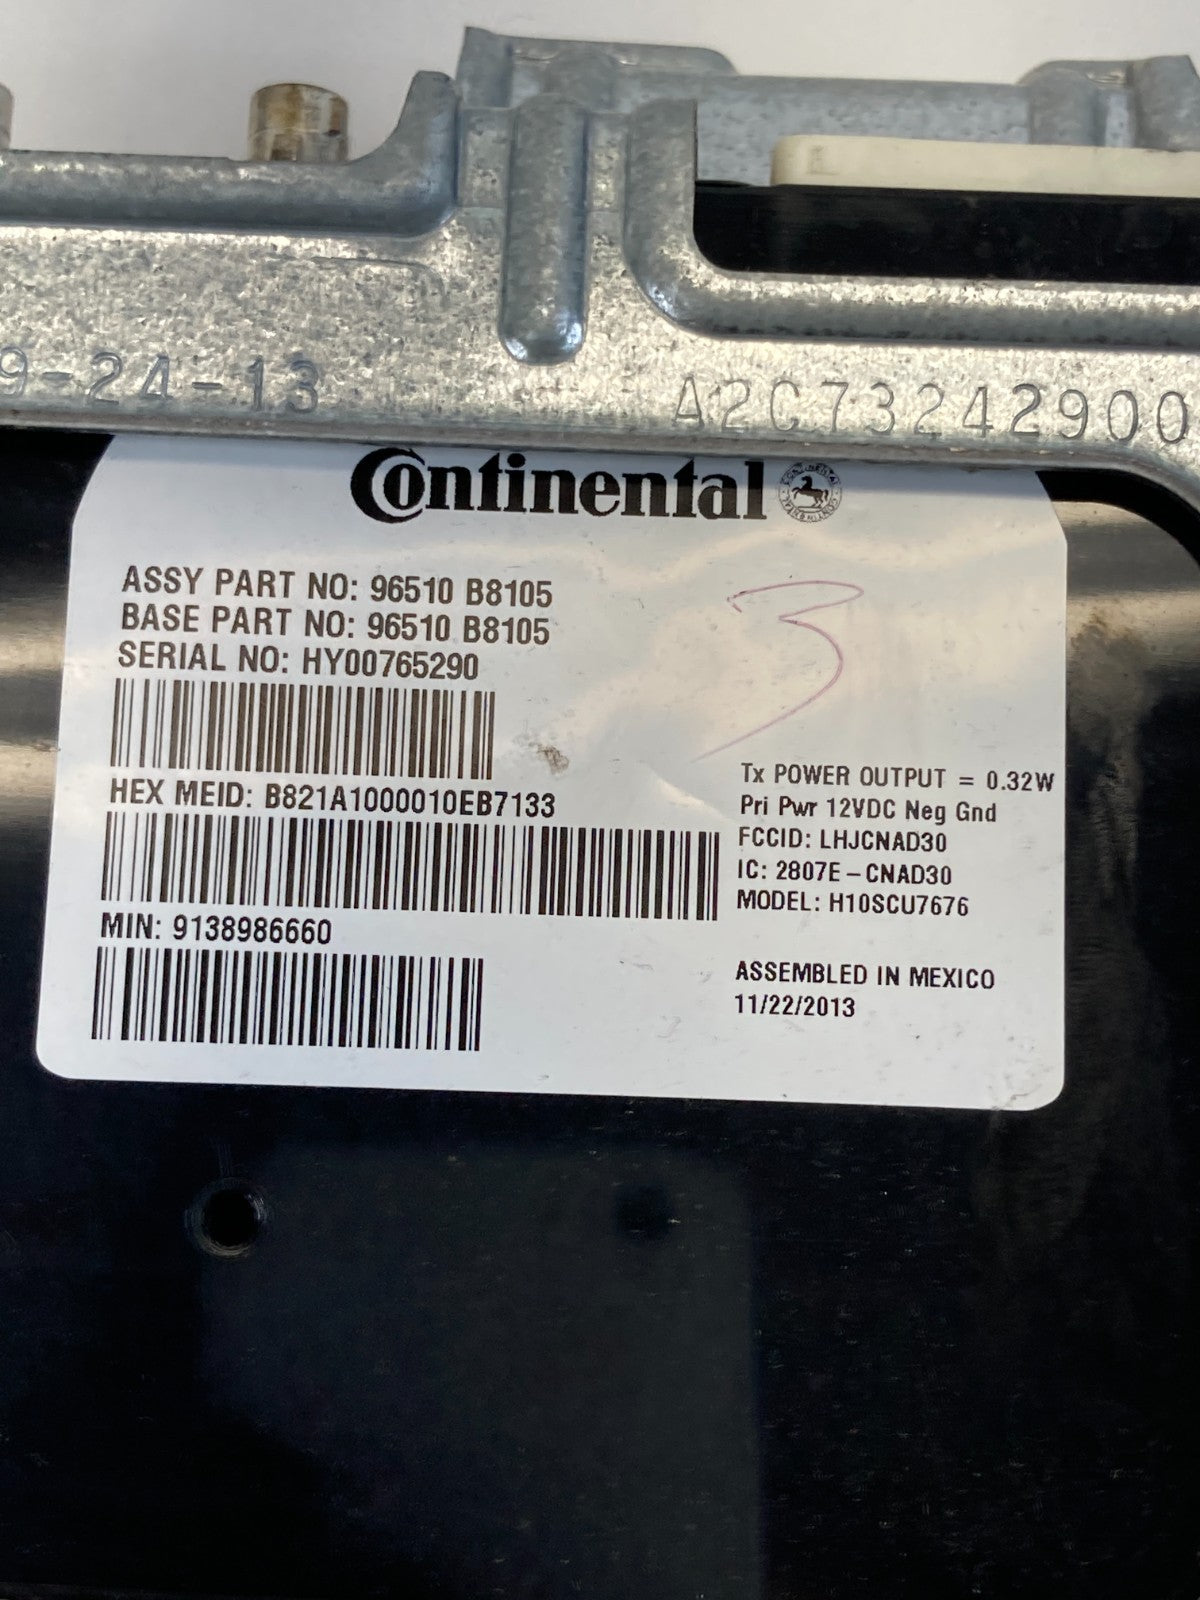 9-24-13
A2C73242900
Continental
ASSY PART NO: 96510 B8105
BASE PART NO: 96510 B8105
SERIAL NO: HY00765290
3
HEX MEID: B821A1000010EB7133
MIN: 9138986660
Tx POWER OUTPUT = 0.32W
Pri Pwr 12VDC Neg Gnd
FCCID: LHJCNAD30
IC: 2807E-CNAD30
MODEL: H10SCU7676
ASSEMBLED IN MEXICO
11/22/2013